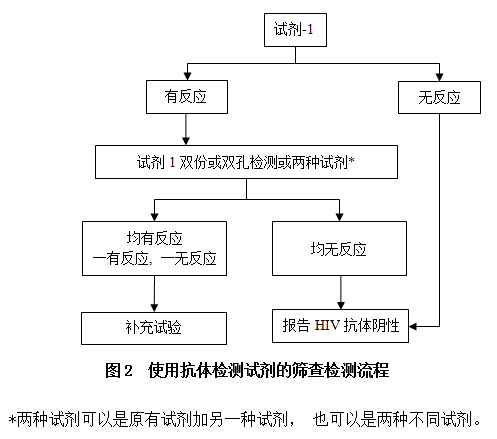 试剂-1
有反应
无反应
试剂 1 双份或双孔检测或两种试剂*
均有反应
一有反应, 一无反应
均无反应
补充试验
报告 HIV 抗体阴性
图 2 使用抗体检测试剂的筛查检测流程
*两种试剂可以是原有试剂加另一种试剂， 也可以是两种不同试剂。